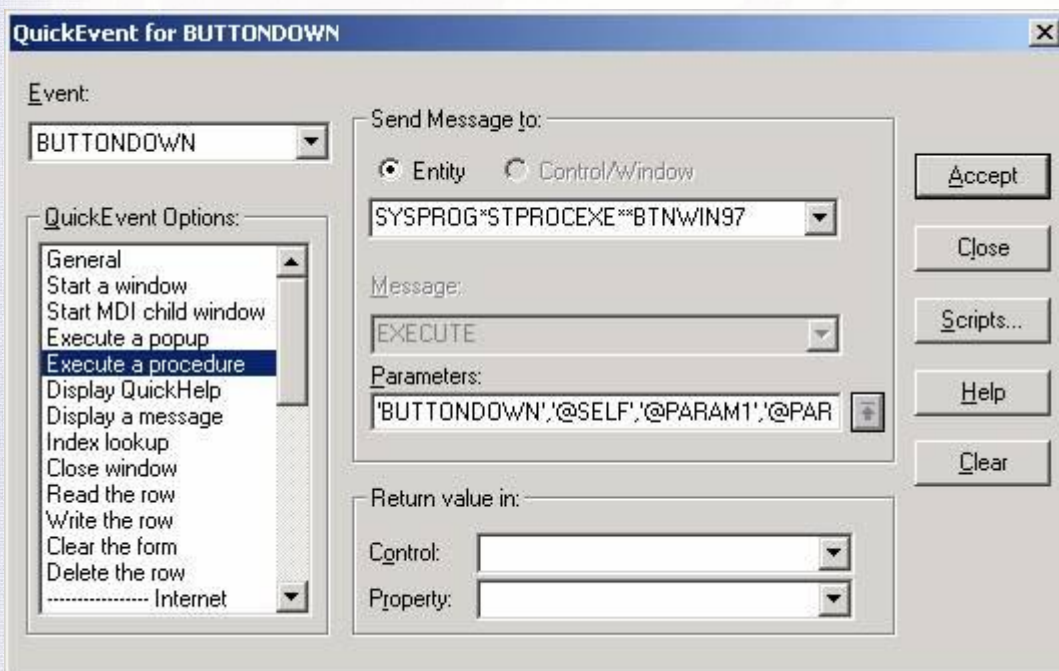 QuickEvent for BUTTONDOWN
Event:
BUTTONDOWN
QuickEvent Options:
General
Start a window
Start MDI child window
Execute a popup
Execute a procedure
Display QuickHelp
Display a message
Index lookup
Close window
Read the row
Write the row
Clear the form
Delete the row
---------------- Internet
Send Message to:
Entity
Control/Window
SYSPROG*STPROCEXE**BTNWIN97
Message:
EXECUTE
Parameters:
'BUTTONDOWN','@SELF','@PARAM1','@PAR
Return value in:
Control:
Property:
Accept
Close
Scripts...
Help
Clear